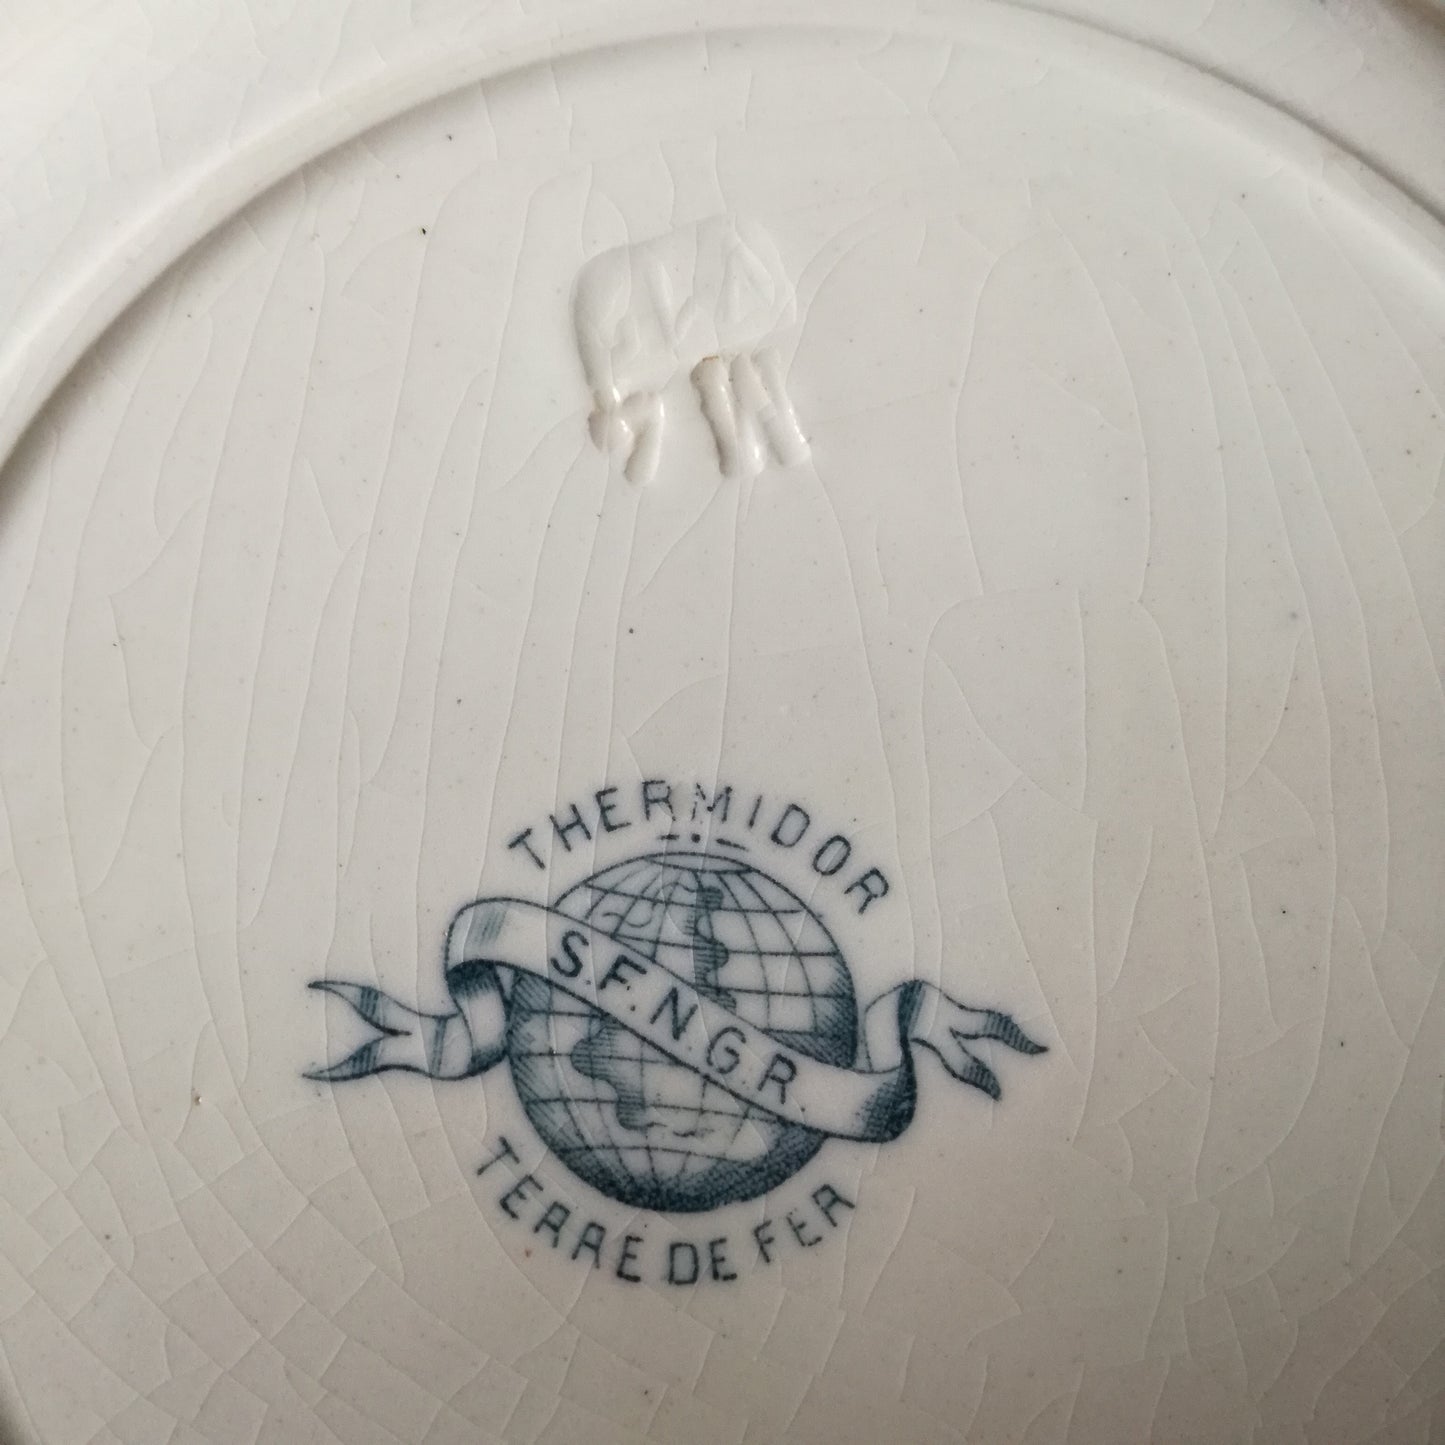 THERMIDOR
S.F.N.G.R
TERRE DE FER